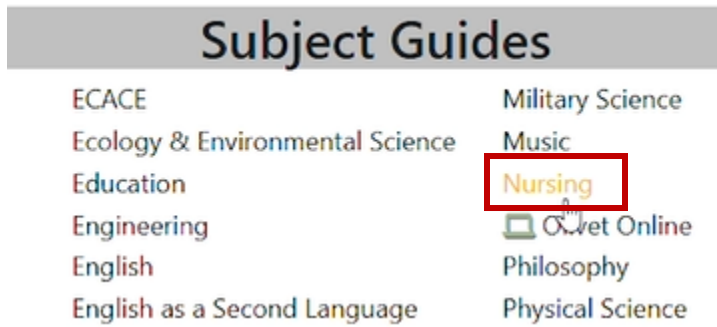 Subject Guides
ECACE
Ecology & Environmental Science
Education
Engineering
English
English as a Second Language
Military Science
Music
Nursing
Online
Philosophy
Physical Science